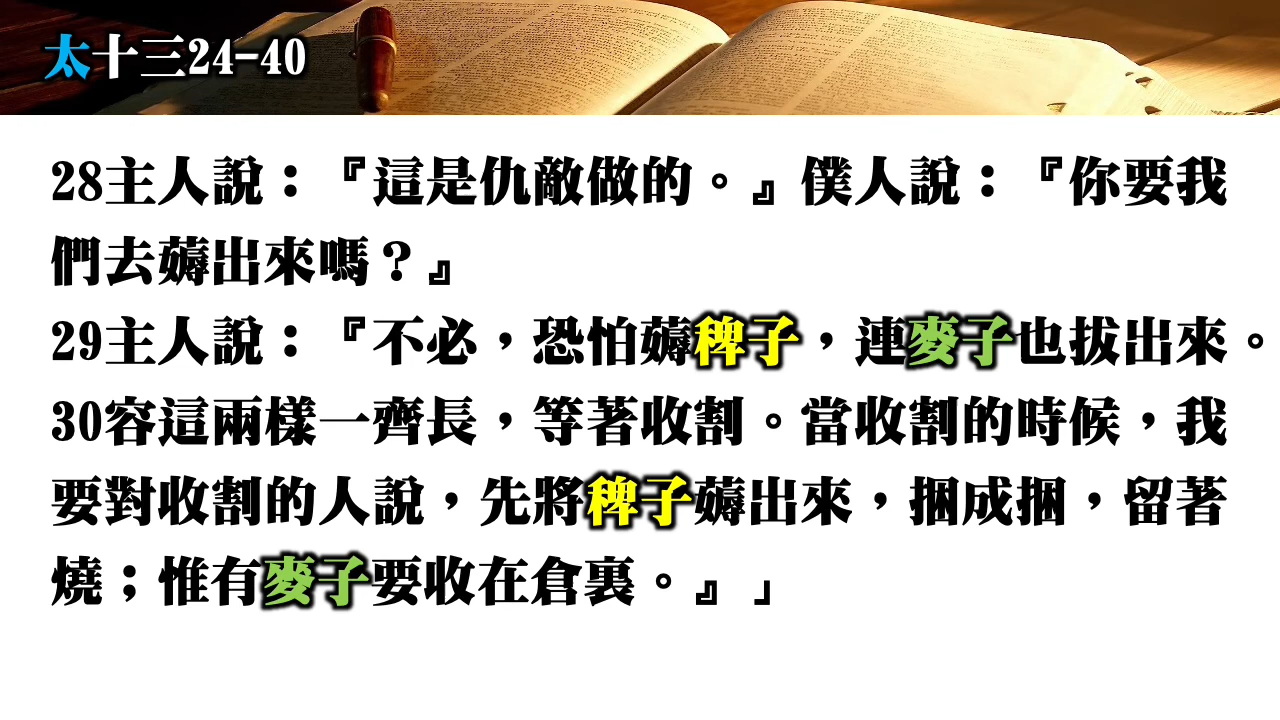 太十三24-40
28主人說：『這是仇敵做的。』僕人說：『你要我
們去薅出來嗎？』
29主人說：『不必，恐怕薅稗子，連麥子也拔出來。
30容這兩樣一齊長，等著收割。當收割的時候，我
要對收割的人說，先將稗子薅出來，捆成捆，留著
燒；惟有麥子要收在倉裏。』」